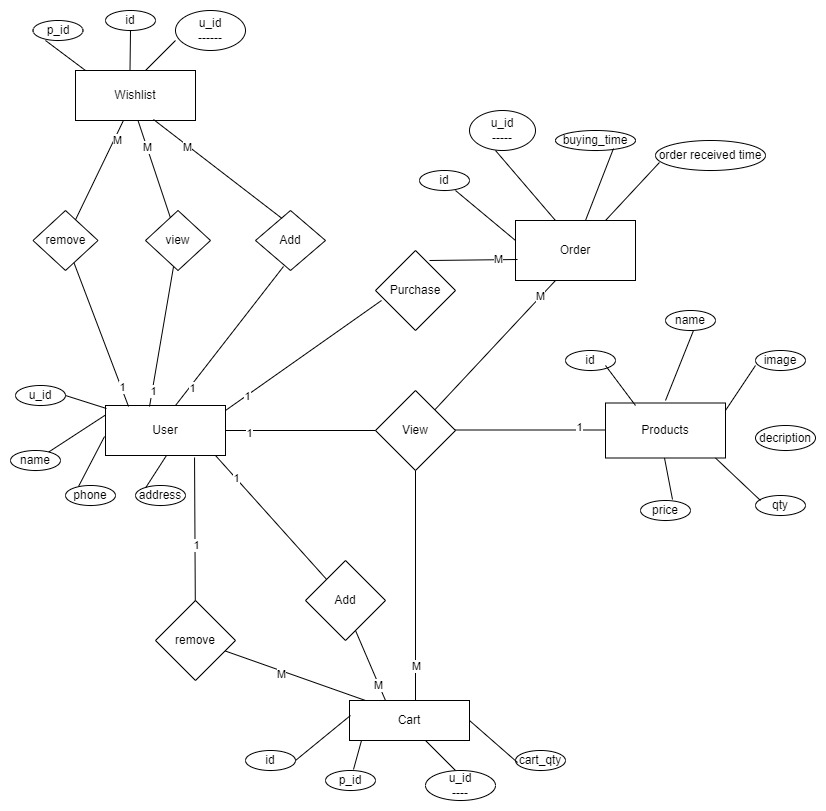 id
u_id
------
p_id
Wishlist
M
M
M
u_id
-----
buying_time
order received time
id
remove
view
Add
Order
M
Purchase
M
name
id
image
1
1
1
1
u_id
User
1
View
1
Products
decription
name
phone
address
1
price
qty
1
Add
remove
M
M
M
Cart
id
p_id
u_id
----
cart_qty